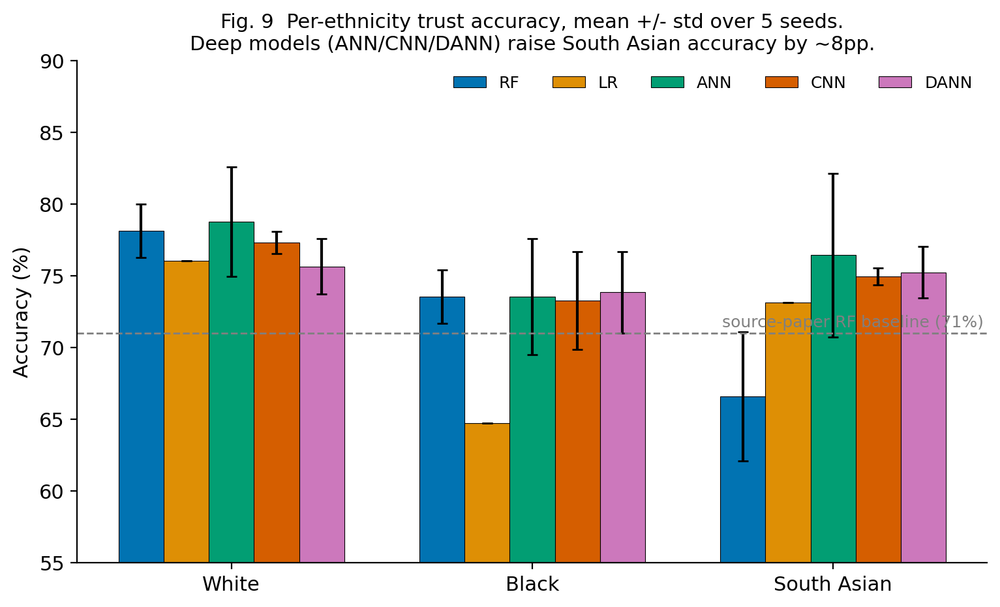 Fig. 9  Per-ethnicity trust accuracy, mean +/- std over 5 seeds.
Deep models (ANN/CNN/DANN) raise South Asian accuracy by ~8pp.
RF
LR
ANN
CNN
DANN
Accuracy (%)
90
85
80
75
70
65
60
55
source-paper RF baseline (71%)
White
Black
South Asian